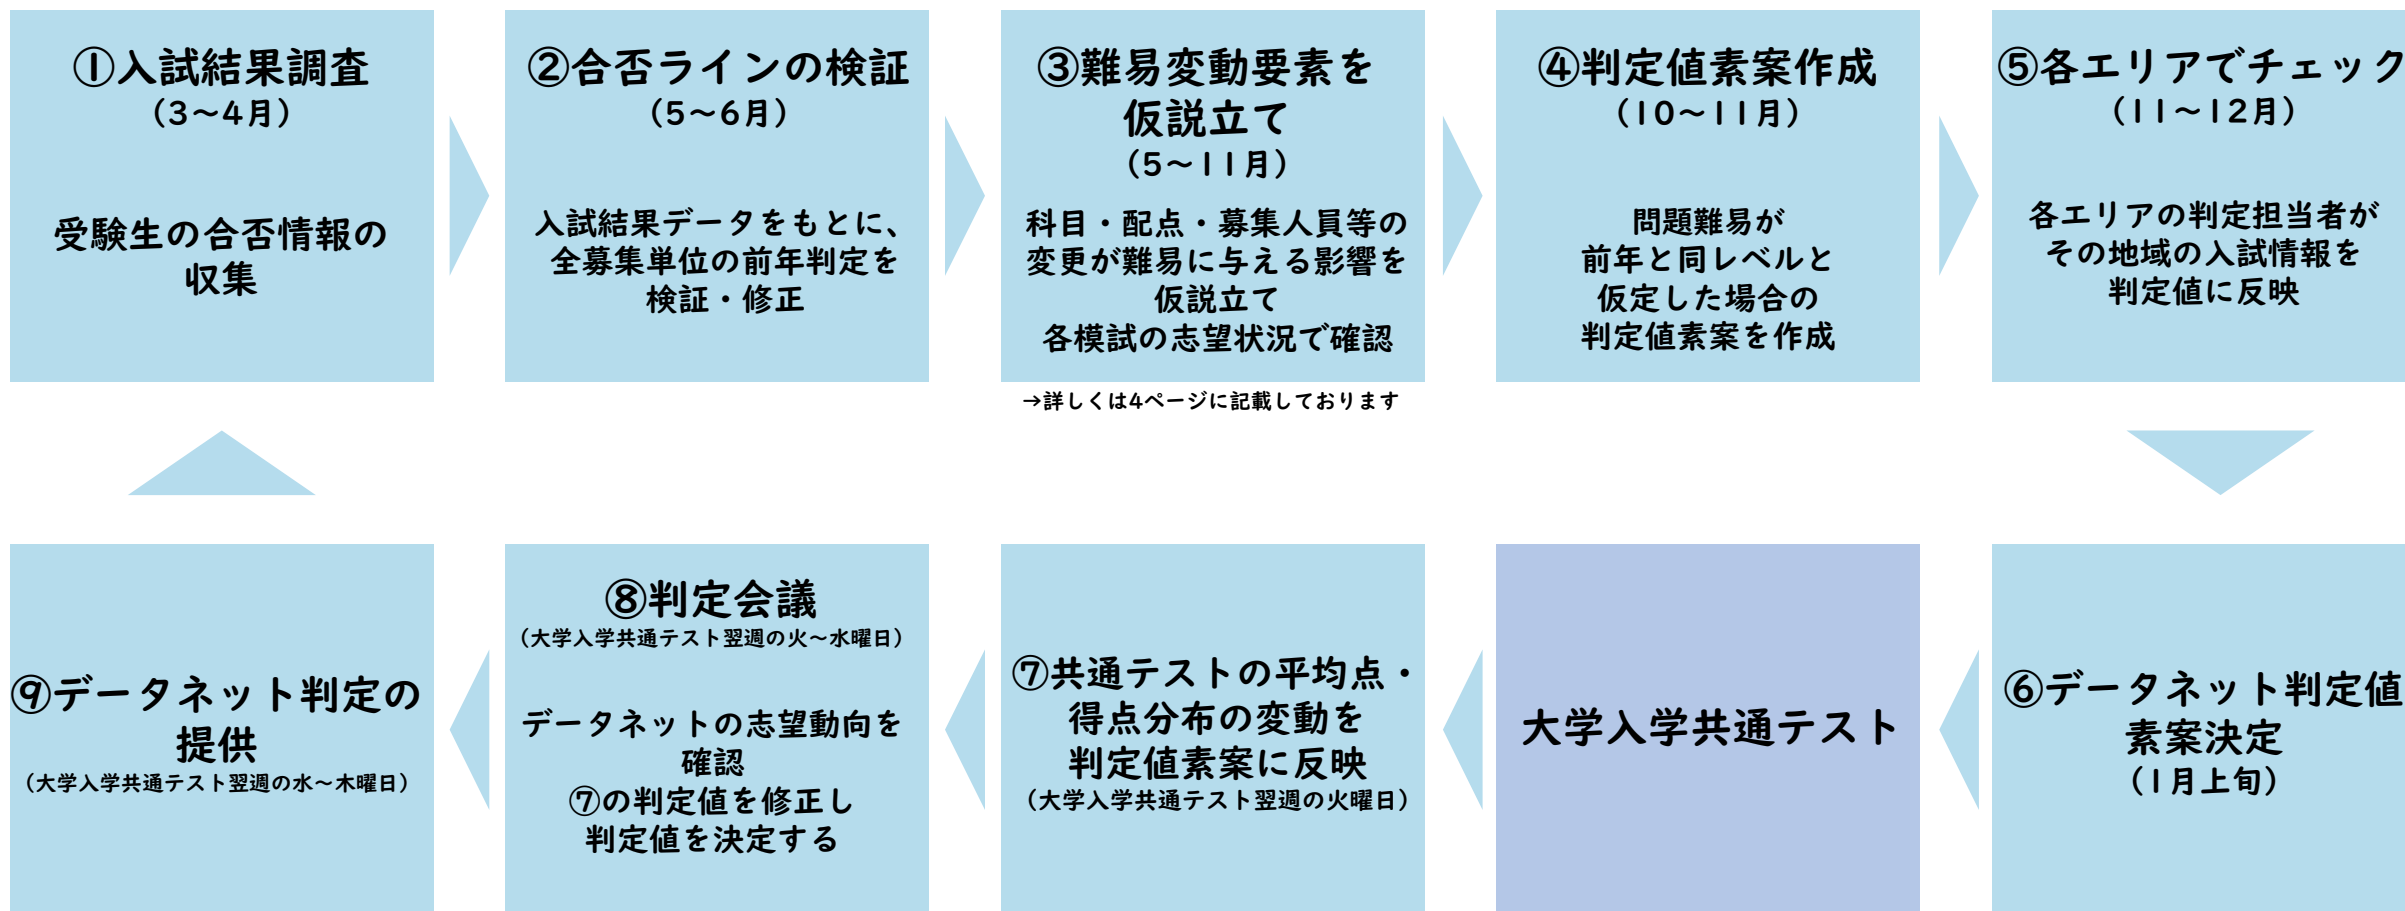 ①入試結果調査
(3〜4月)
受験生の合否情報の
収集
②合否ラインの検証
(5〜6月)
入試結果データをもとに、
全募集単位の前年判定を
検証・修正
③難易変動要素を
仮説立て
(5〜11月)
科目・配点・募集人員等の
変更が難易に与える影響を
仮説立て
各模試の志望状況で確認
→詳しくは4ページに記載しております
④判定値素案作成
(10〜11月)
問題難易が
前年と同レベルと
仮定した場合の
判定値素案を作成
⑤各エリアでチェック
(11〜12月)
各エリアの判定担当者が
その地域の入試情報を
判定値に反映
⑥データネット判定値
素案決定
(1月上旬)
大学入学共通テスト
⑦共通テストの平均点・
得点分布の変動を
判定値素案に反映
(大学入学共通テスト翌週の火曜日)
⑧判定会議
(大学入学共通テスト翌週の火〜水曜日)
データネットの志望動向を
確認
⑦の判定値を修正し
判定値を決定する
⑨データネット判定の
提供
(大学入学共通テスト翌週の水〜木曜日)